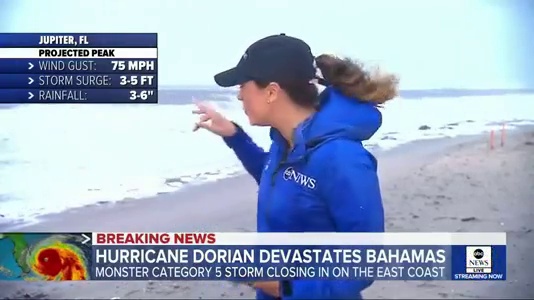 JUPITER, FL
PROJECTED PEAK
> WIND GUST: 75 MPH
> STORM SURGE: 3-5 FT
> RAINFALL: 3-6"
abc NEWS
BREAKING NEWS
HURRICANE DORIAN DEVASTATES BAHAMAS
MONSTER CATEGORY 5 STORM CLOSING IN ON THE EAST COAST
abc
NEWS
LIVE
STREAMING NOW